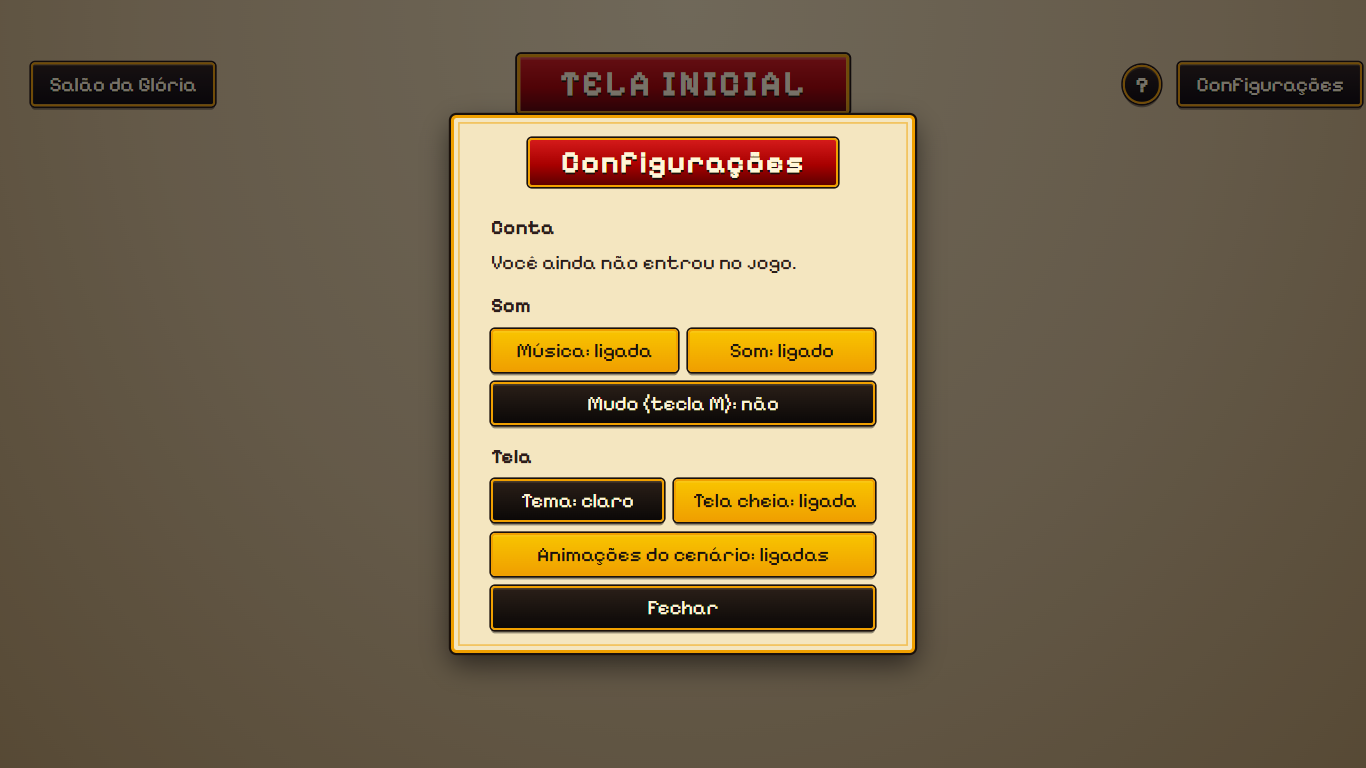 Salão da Glória
TELA INICIAL
?
Configurações
Configurações
Conta
Você ainda não entrou no jogo.
Som
Música: ligada
Som: ligado
Mudo (tecla M): não
Tela
Tema: claro
Tela cheia: ligada
Animações do cenário: ligadas
Fechar